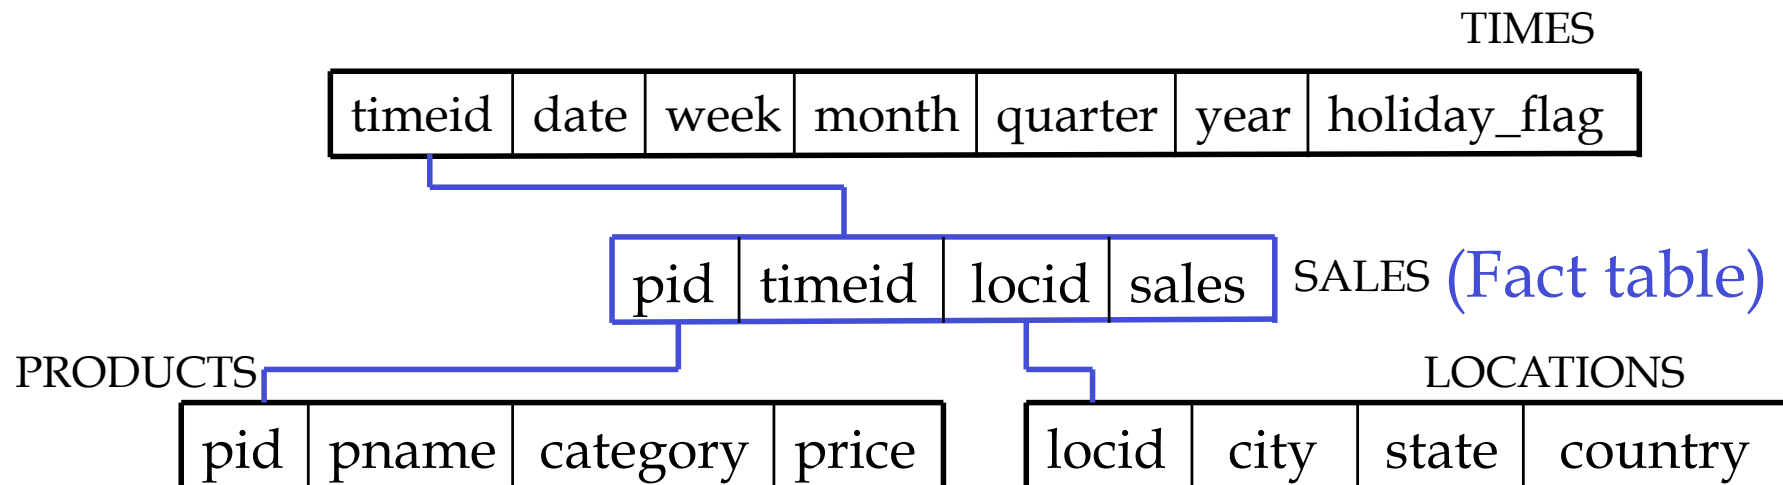 TIMES
timeid date week month quarter year holiday_flag
pid timeid locid sales SALES (Fact table)
PRODUCTS LOCATIONS
pid pname category price locid city state country